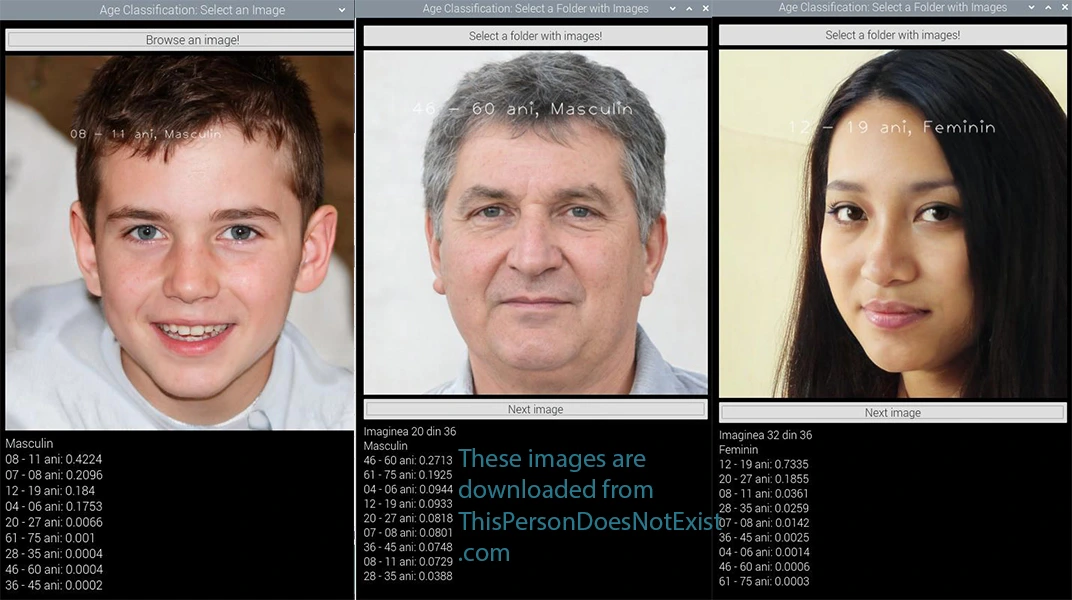 Age Classification: Select an Image
Browse an image!
08 - 11 ani, Masculin
Masculin
08 - 11 ani: 0.4224
07 - 08 ani: 0.2096
12 - 19 ani: 0.184
04 - 06 ani: 0.1753
20 - 27 ani: 0.0066
61 - 75 ani: 0.001
28 - 35 ani: 0.0004
46 - 60 ani: 0.0004
36 - 45 ani: 0.0002
Age Classification: Select a Folder with Images
Select a folder with images!
46 - 60 ani, Masculin
Next image
Imaginea 20 din 36
Masculin
46 - 60 ani: 0.2713
61 - 75 ani: 0.1925
04 - 06 ani: 0.0944
12 - 19 ani: 0.0933
20 - 27 ani: 0.0818
07 - 08 ani: 0.0801
36 - 45 ani: 0.0748
08 - 11 ani: 0.0729
28 - 35 ani: 0.0388
These images are
downloaded from
ThisPersonDoesNotExist
.com
Age Classification: Select a Folder with Images
Select a folder with images!
12 - 19 ani, Feminin
Next image
Imaginea 32 din 36
Feminin
12 - 19 ani: 0.7335
20 - 27 ani: 0.1855
08 - 11 ani: 0.0361
28 - 35 ani: 0.0259
07 - 08 ani: 0.0142
36 - 45 ani: 0.0025
04 - 06 ani: 0.0014
46 - 60 ani: 0.0006
61 - 75 ani: 0.0003